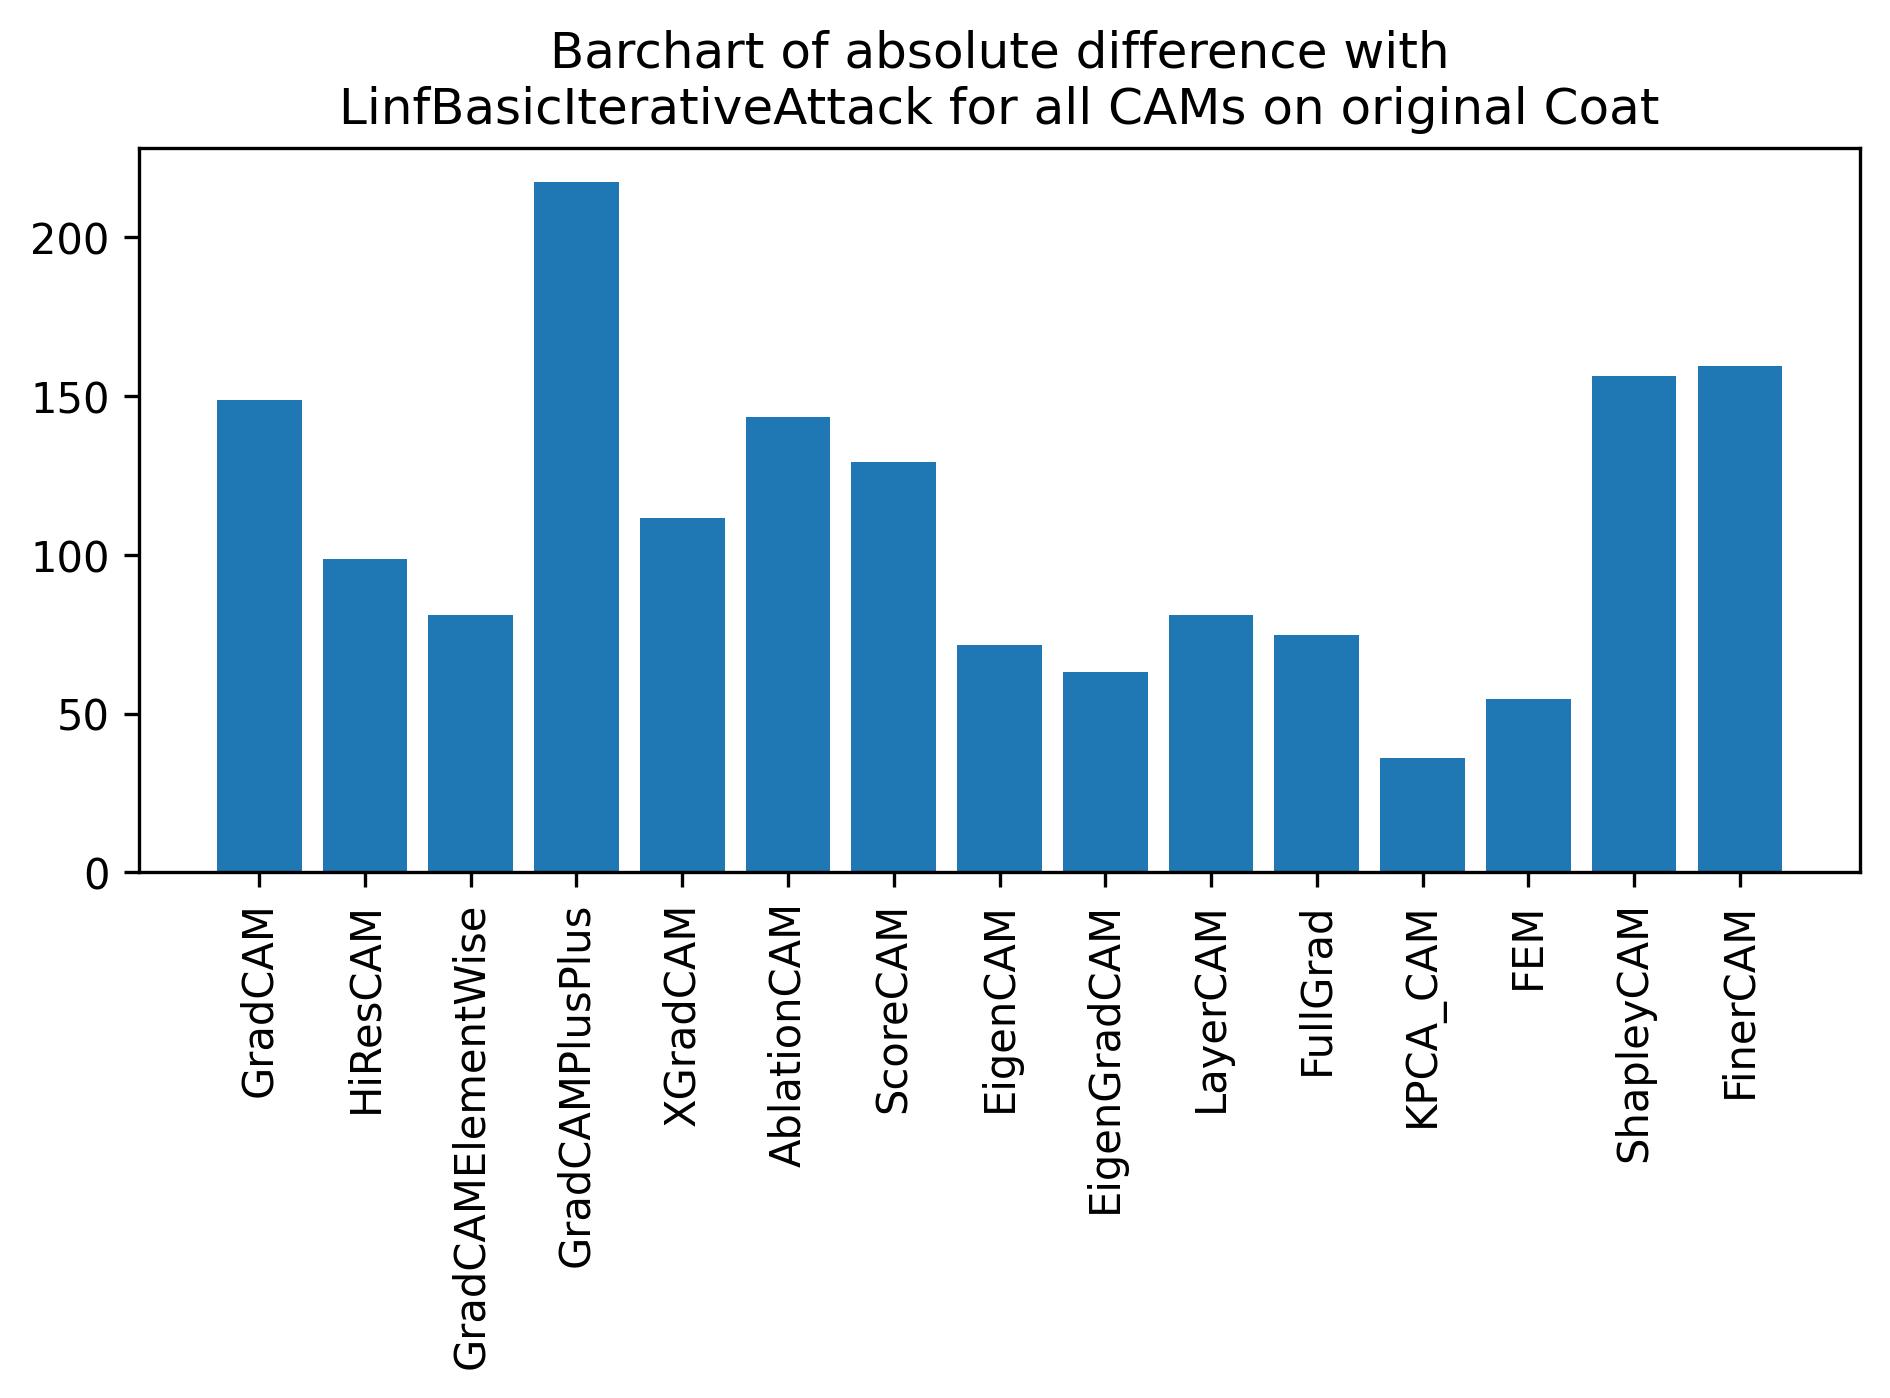 Barchart of absolute difference with
LinfBasicIterativeAttack for all CAMs on original Coat
200
150
100
50
0
GradCAM
HiResCAM
GradCAMElementWise
GradCAMPlusPlus
XGradCAM
AblationCAM
ScoreCAM
EigenCAM
EigenGradCAM
LayerCAM
FullGrad
KPCA_CAM
FEM
ShapleyCAM
FinerCAM